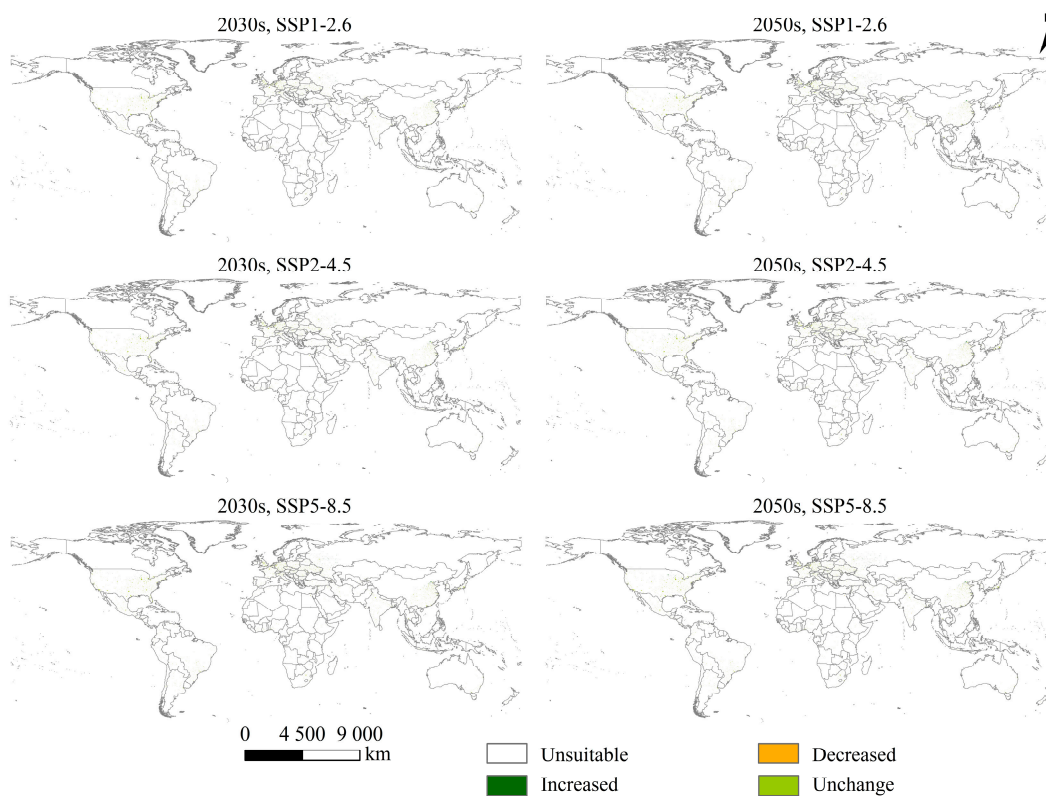 2030s, SSP1-2.6
2050s, SSP1-2.6
2030s, SSP2-4.5
2050s, SSP2-4.5
2030s, SSP5-8.5
2050s, SSP5-8.5
0 4 500 9 000
km
Unsuitable
Decreased
Increased
Unchange